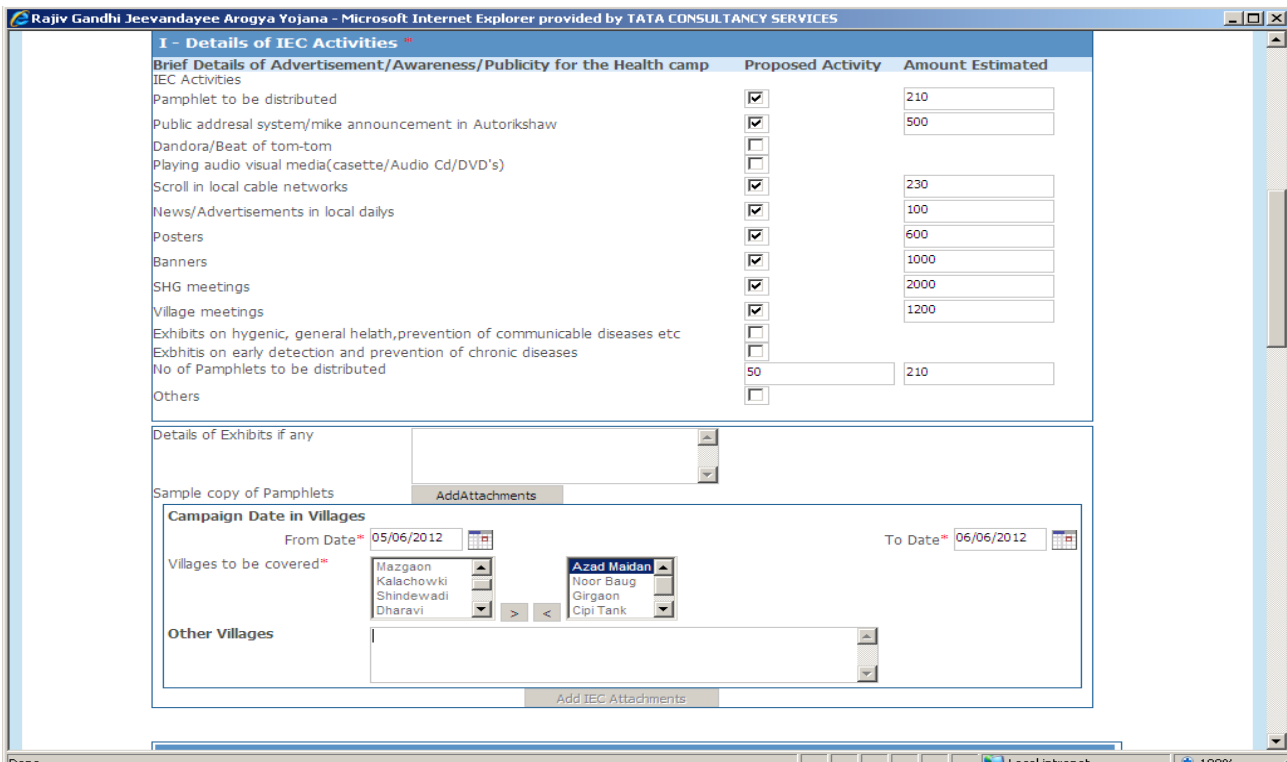 Rajiv Gandhi Jeevandayee Arogya Yojana - Microsoft Internet Explorer provided by TATA CONSULTANCY SERVICES
I - Details of IEC Activities *
Brief Details of Advertisement/Awareness/Publicity for the Health camp Proposed Activity Amount Estimated
IEC Activities
Pamphlet to be distributed 210
Public addresal system/mike announcement in Autorikshaw 500
Dandora/Beat of tom-tom
Playing audio visual media(casette/Audio Cd/DVD's)
Scroll in local cable networks 230
News/Advertisements in local dailys 100
Posters 600
Banners 1000
SHG meetings 2000
Village meetings 1200
Exhibits on hygenic, general helath,prevention of communicable diseases etc
Exbhitis on early detection and prevention of chronic diseases
No of Pamphlets to be distributed 50 210
Others
Details of Exhibits if any
Sample copy of Pamphlets AddAttachments
Campaign Date in Villages
From Date* 05/06/2012 To Date* 06/06/2012
Villages to be covered* Mazgaon Azad Maidan
Kalachowki Noor Baug
Shindewadi Girgaon
Dharavi > < Cipi Tank
Other Villages
Add IEC Attachments